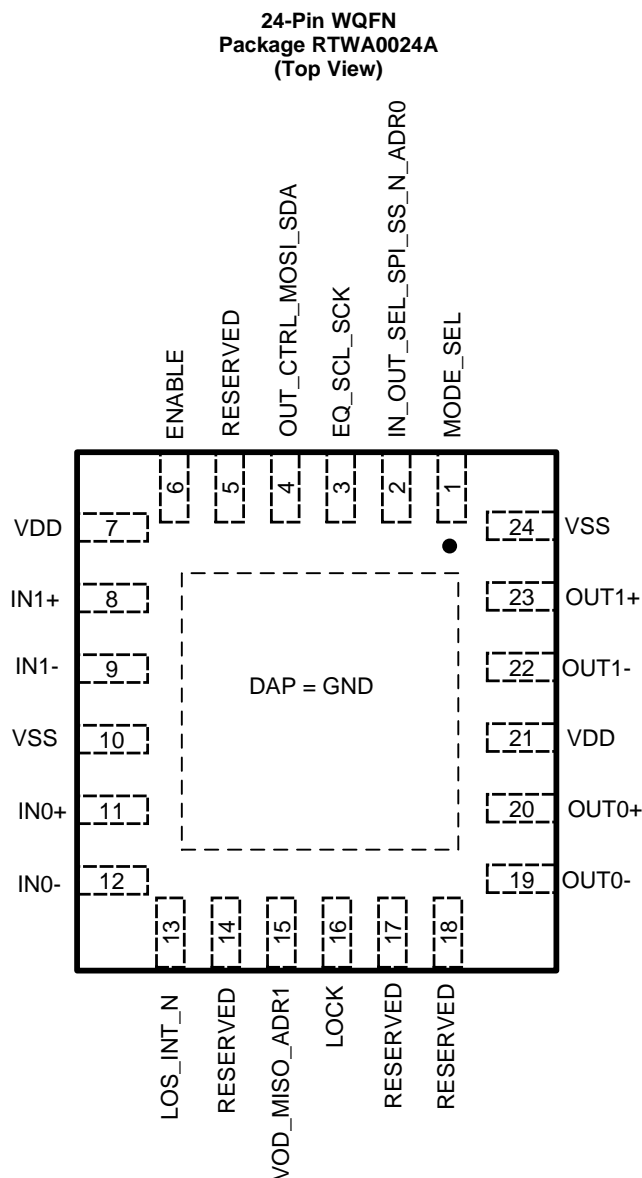 24-Pin WQFN
Package RTWA0024A
(Top View)
ENABLE
RESERVED
OUT_CTRL_MOSI_SDA
EQ_SCL_SCK
IN_OUT_SEL_SPI_SS_N_ADR0
MODE_SEL
6
5
4
3
2
1
VDD 7
24 VSS
IN1+ 8
23 OUT1+
IN1- 9
22 OUT1-
DAP = GND
VSS 10
21 VDD
IN0+ 11
20 OUT0+
IN0- 12
19 OUT0-
13
14
15
16
17
18
LOS_INT_N
RESERVED
VOD_MISO_ADR1
LOCK
RESERVED
RESERVED